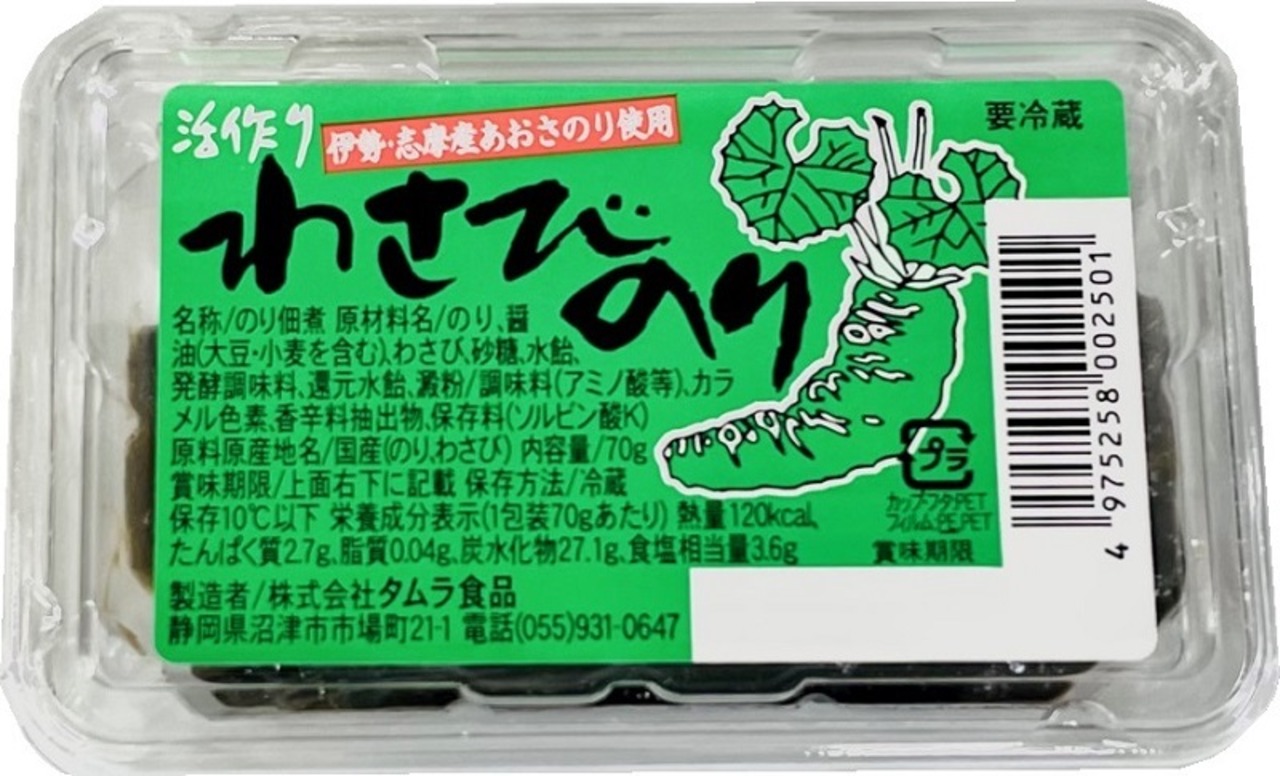 活作り
伊勢・志摩産あおさのり使用
要冷蔵
わさび
のり
名称/のり佃煮 原材料名/のり、醤
油(大豆・小麦を含む)、わさび、砂糖、水飴、
発酵調味料、還元水飴、澱粉/調味料(アミノ酸等)、カラ
メル色素、香辛料抽出物、保存料(ソルビン酸K)
原料原産地名/国産(のり、わさび) 内容量/70g
賞味期限/上面右下に記載 保存方法/冷蔵
保存10℃以下 栄養成分表示(1包装70gあたり) 熱量120kcal、
たんぱく質2.7g、脂質0.04g、炭水化物27.1g、食塩相当量3.6g
製造者/株式会社タムラ食品
静岡県沼津市市場町21-1 電話(055)931-0647
プラ
カップ・フタ:PET
フィルム:PE,PET
賞味期限
4975258002501